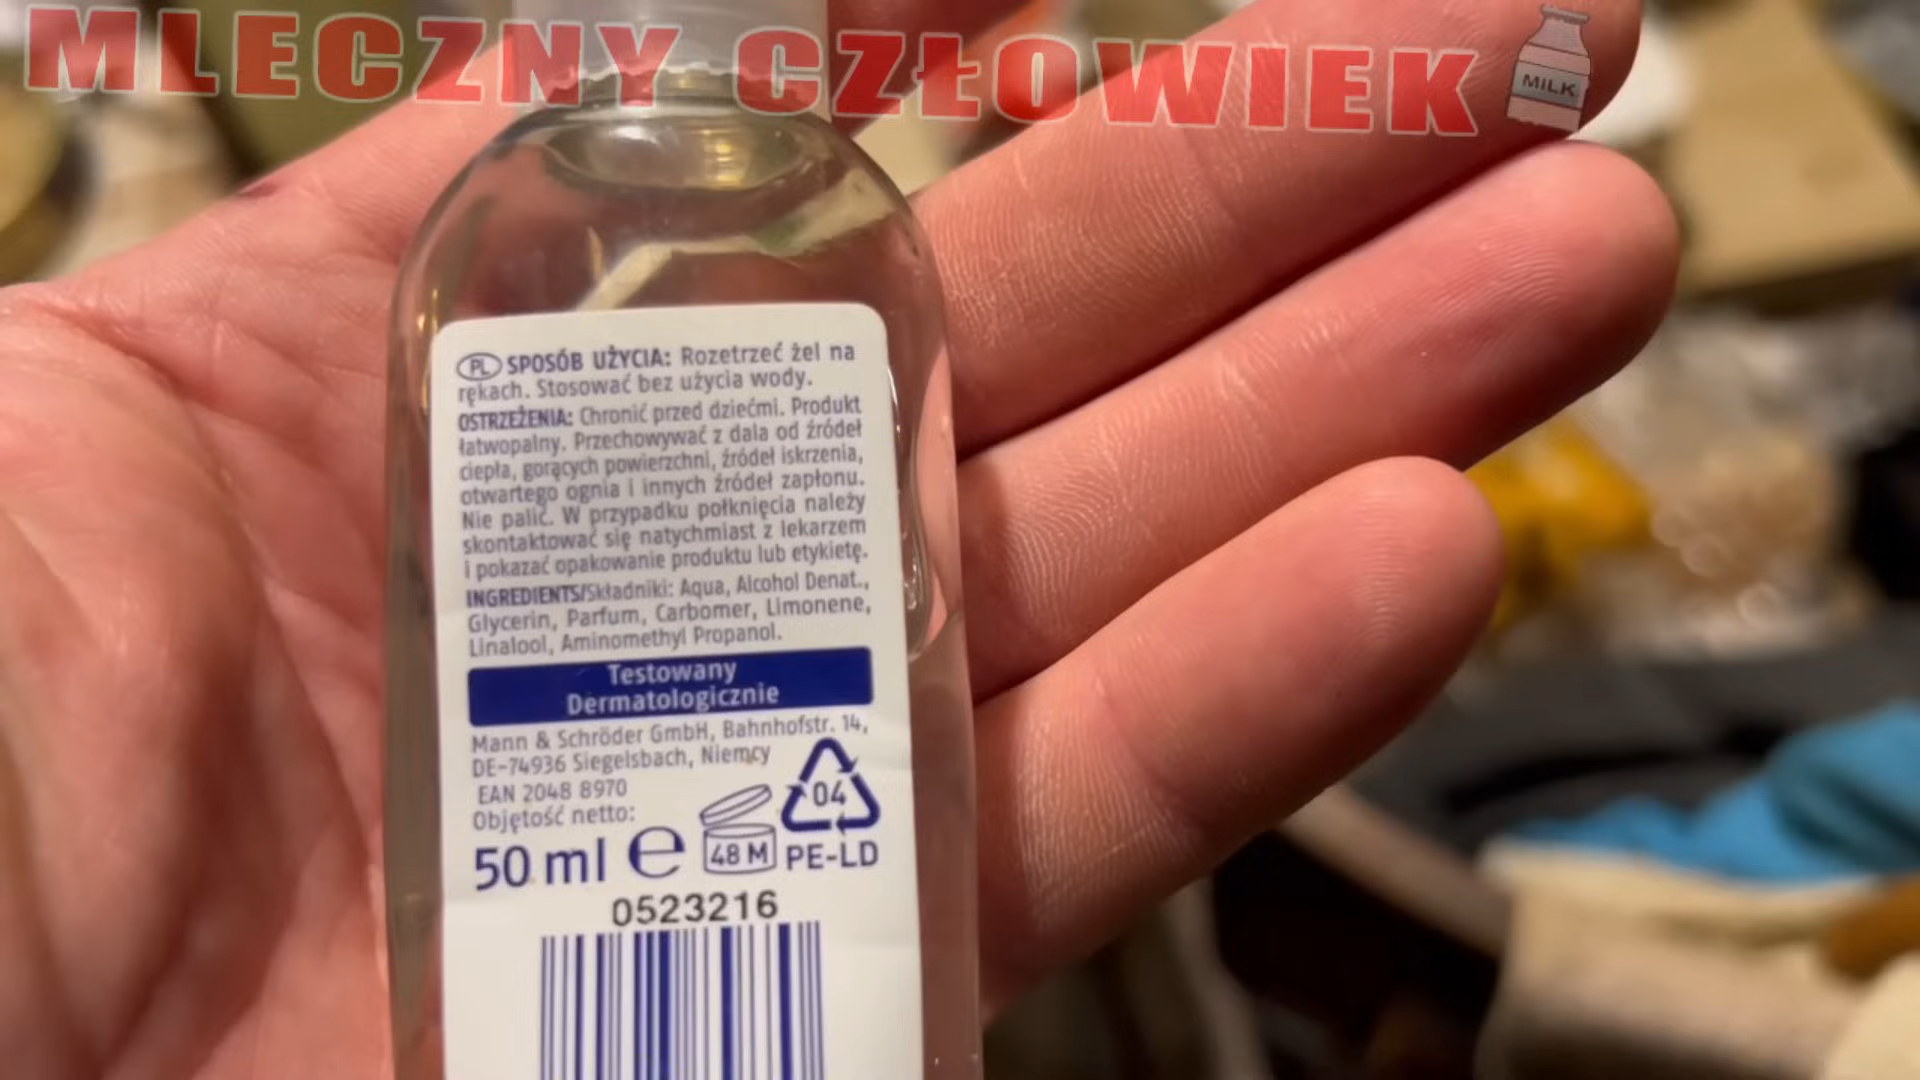 MLECZNY CZŁOWIEK
MILK
PL SPOSÓB UŻYCIA: Rozetrzeć żel na
rękach. Stosować bez użycia wody.
OSTRZEŻENIA: Chronić przed dziećmi. Produkt
łatwopalny. Przechowywać z dala od źródeł
ciepła, gorących powierzchni, źródeł iskrzenia,
otwartego ognia i innych źródeł zapłonu.
Nie palić. W przypadku połknięcia należy
skontaktować się natychmiast z lekarzem
i pokazać opakowanie produktu lub etykietę.
INGREDIENTS/Składniki: Aqua, Alcohol Denat.,
Glycerin, Parfum, Carbomer, Limonene,
Linalool, Aminomethyl Propanol.
Testowany
Dermatologicznie
Mann & Schröder GmbH, Bahnhofstr. 14,
DE-74936 Siegelsbach, Niemcy
EAN 2048 8970
Objętość netto:
50 ml e
48 M
04
PE-LD
0523216